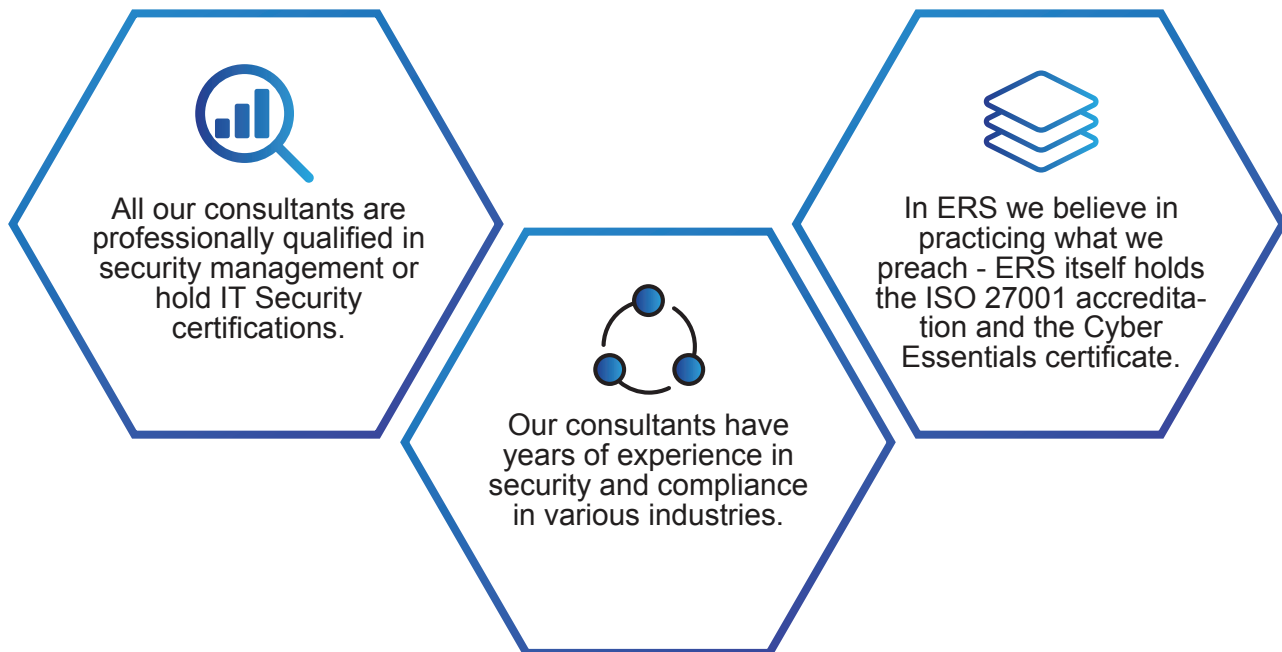 All our consultants are
professionally qualified in
security management or
hold IT Security
certifications.
Our consultants have
years of experience in
security and compliance
in various industries.
In ERS we believe in
practicing what we
preach - ERS itself holds
the ISO 27001 accredita-
tion and the Cyber
Essentials certificate.